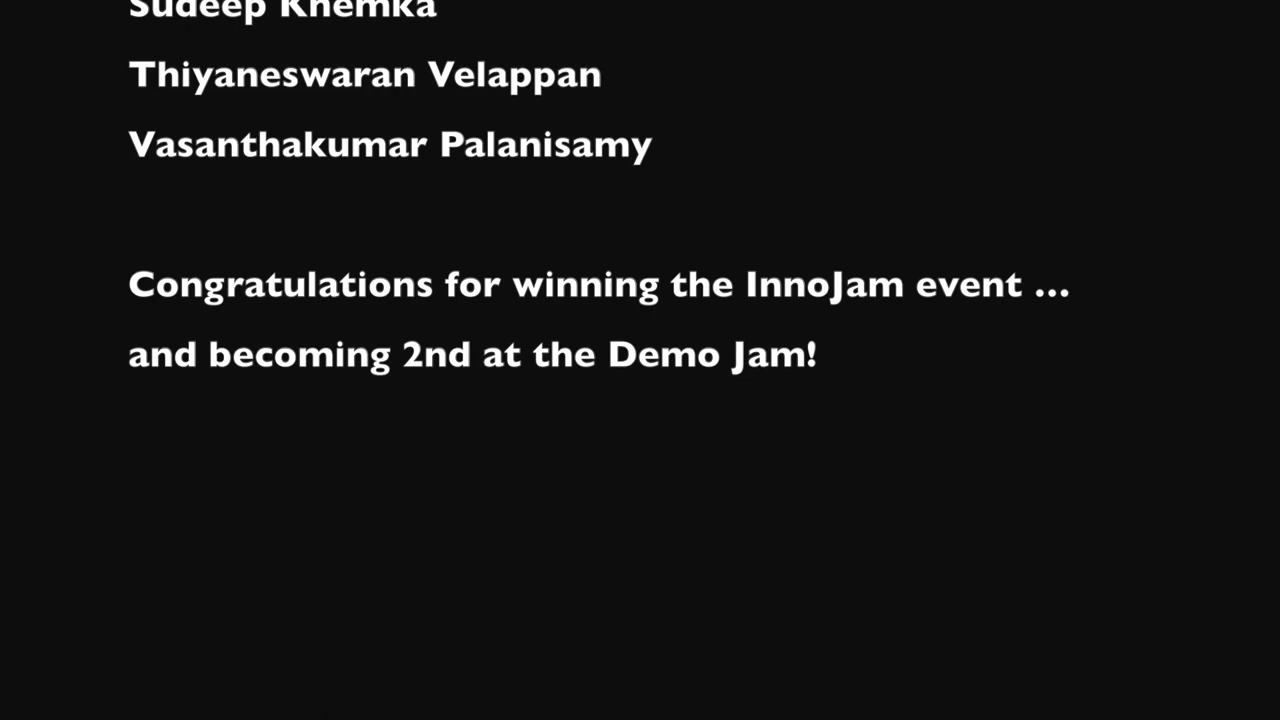 Sudeep Khemka
Thiyaneswaran Velappan
Vasanthakumar Palanisamy
Congratulations for winning the InnoJam event ...
and becoming 2nd at the Demo Jam!